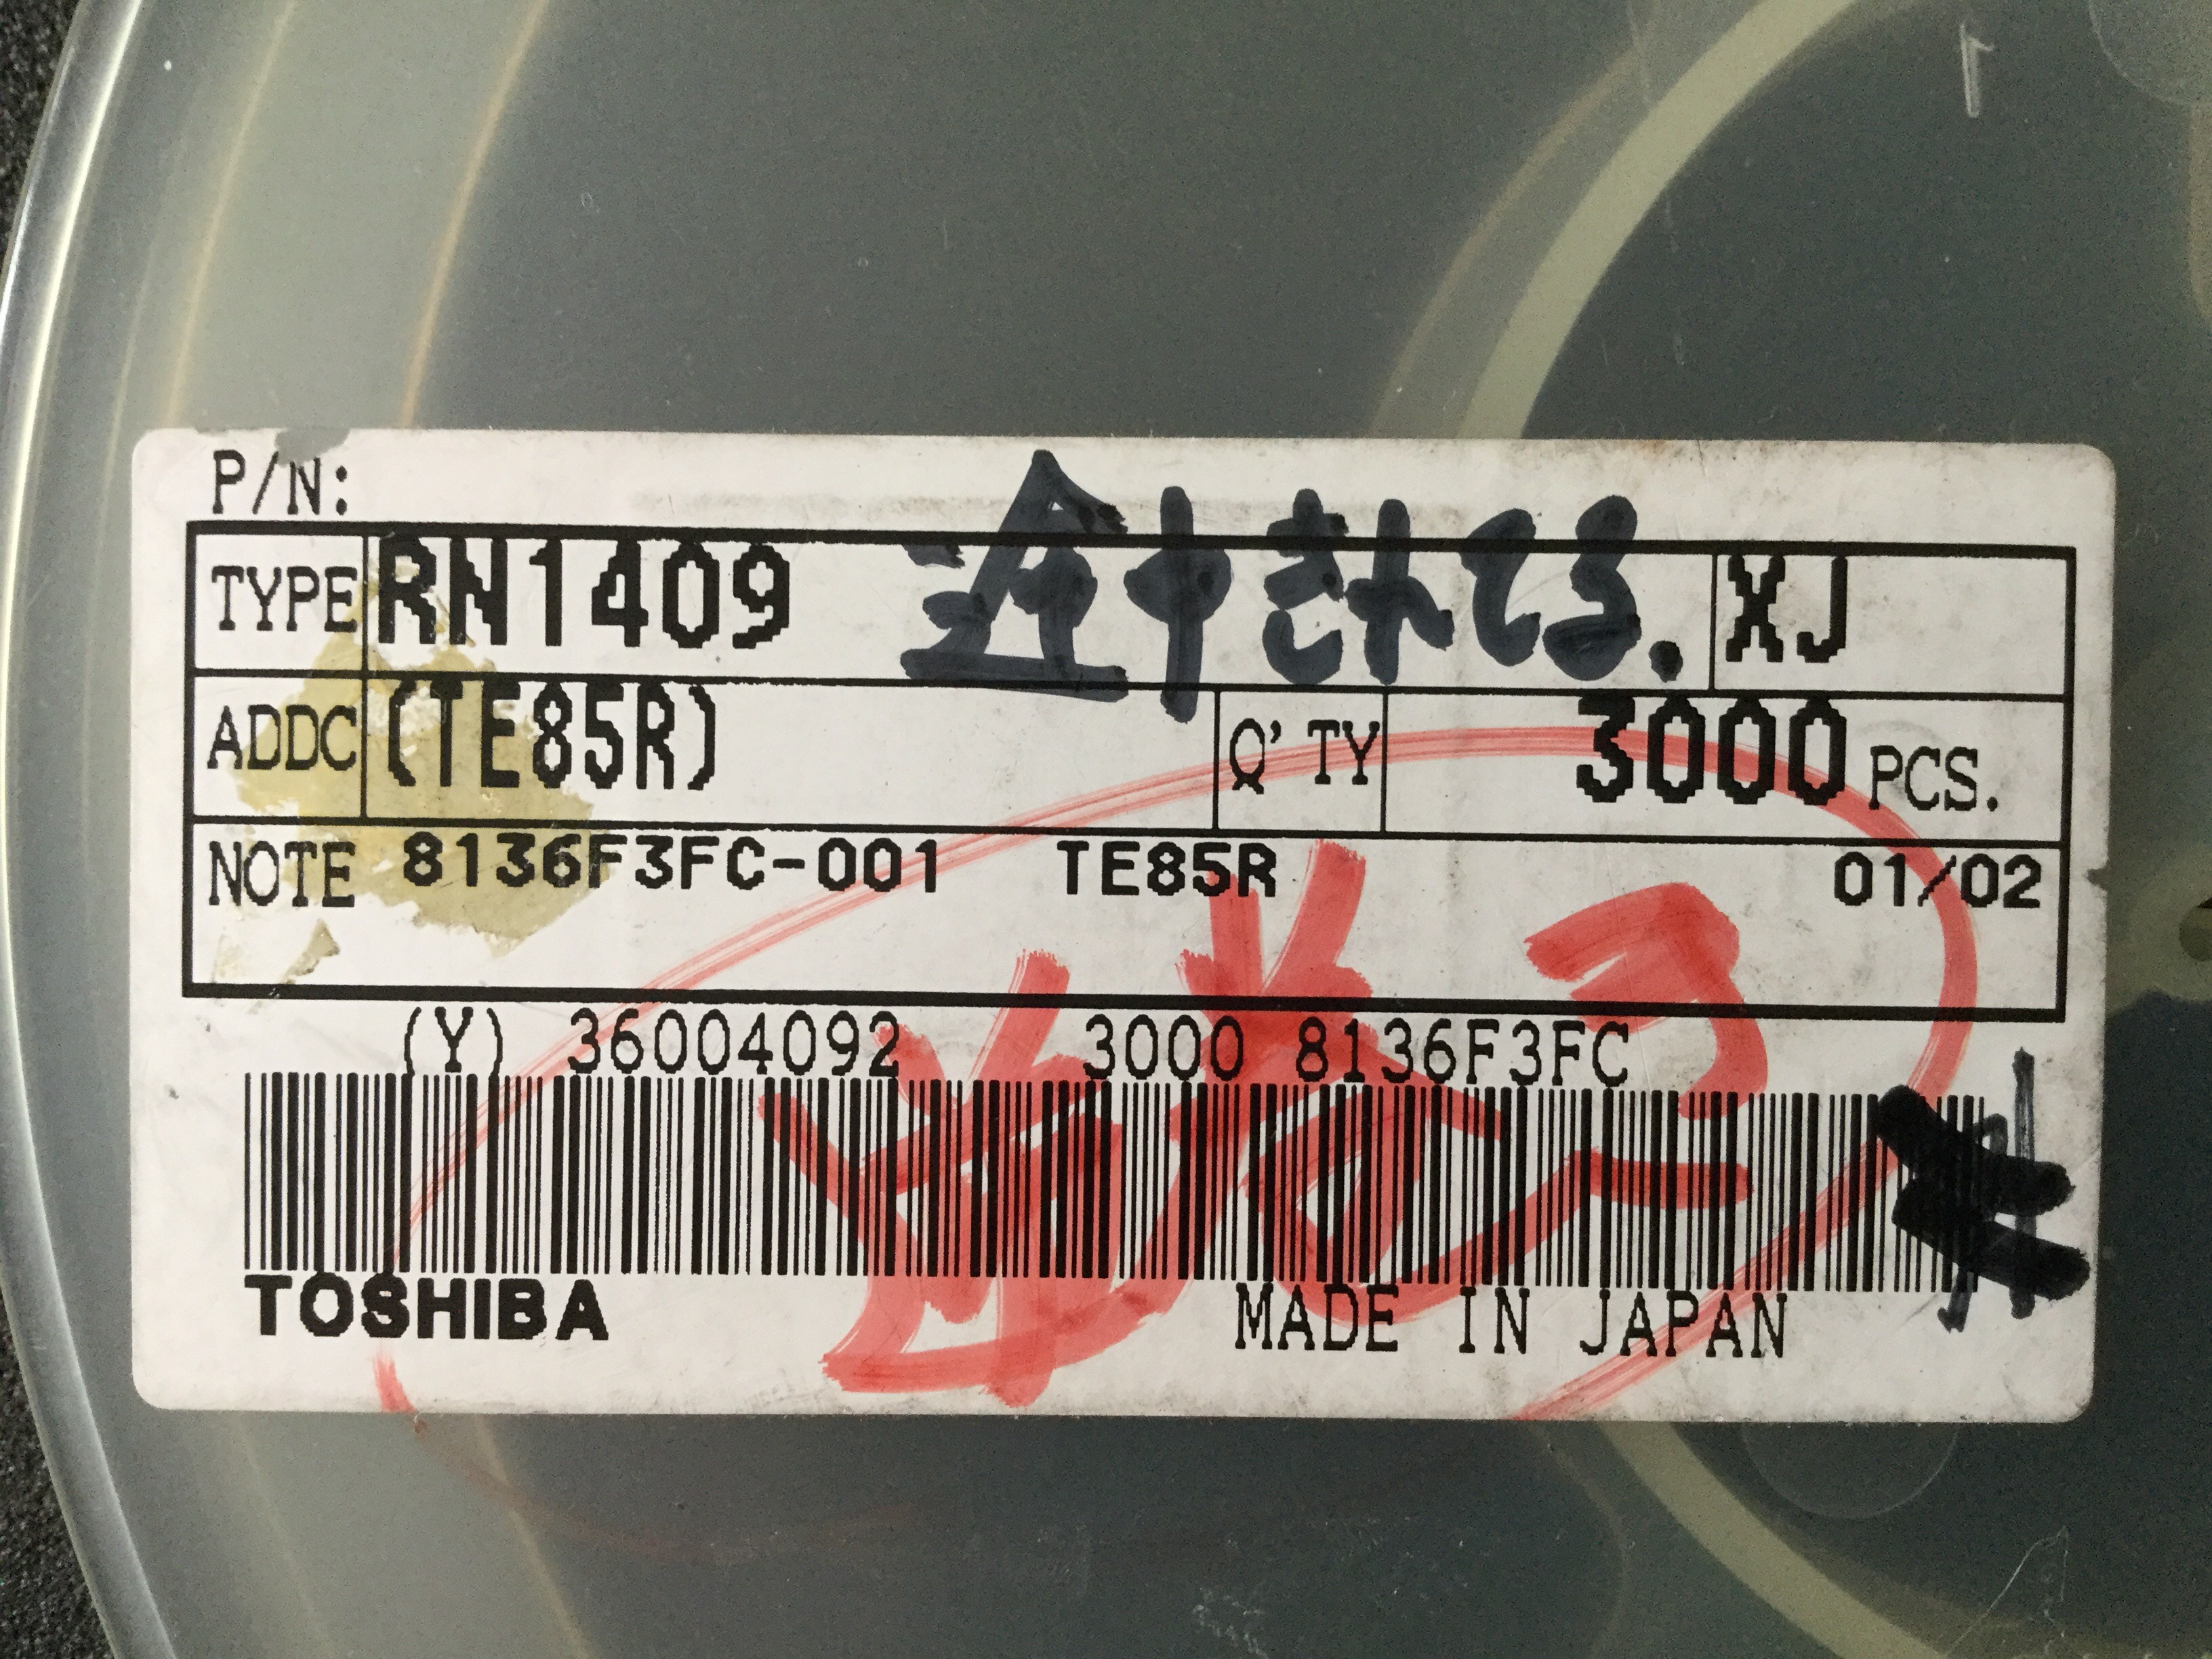 P/N:
TYPE RN1409 XJ
ADDC (TE85R) Q'TY 3000 PCS.
NOTE 8136F3FC-001 TE85R 01/02
(Y) 36004092 3000 8136F3FC
TOSHIBA MADE IN JAPAN